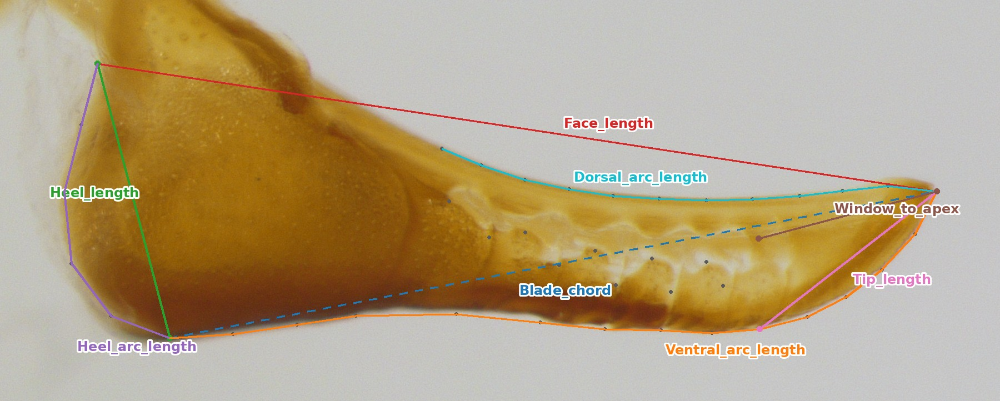 Face_length
Dorsal_arc_length
Heel_length
Window_to_apex
Tip_length
Blade_chord
Heel_arc_length
Ventral_arc_length